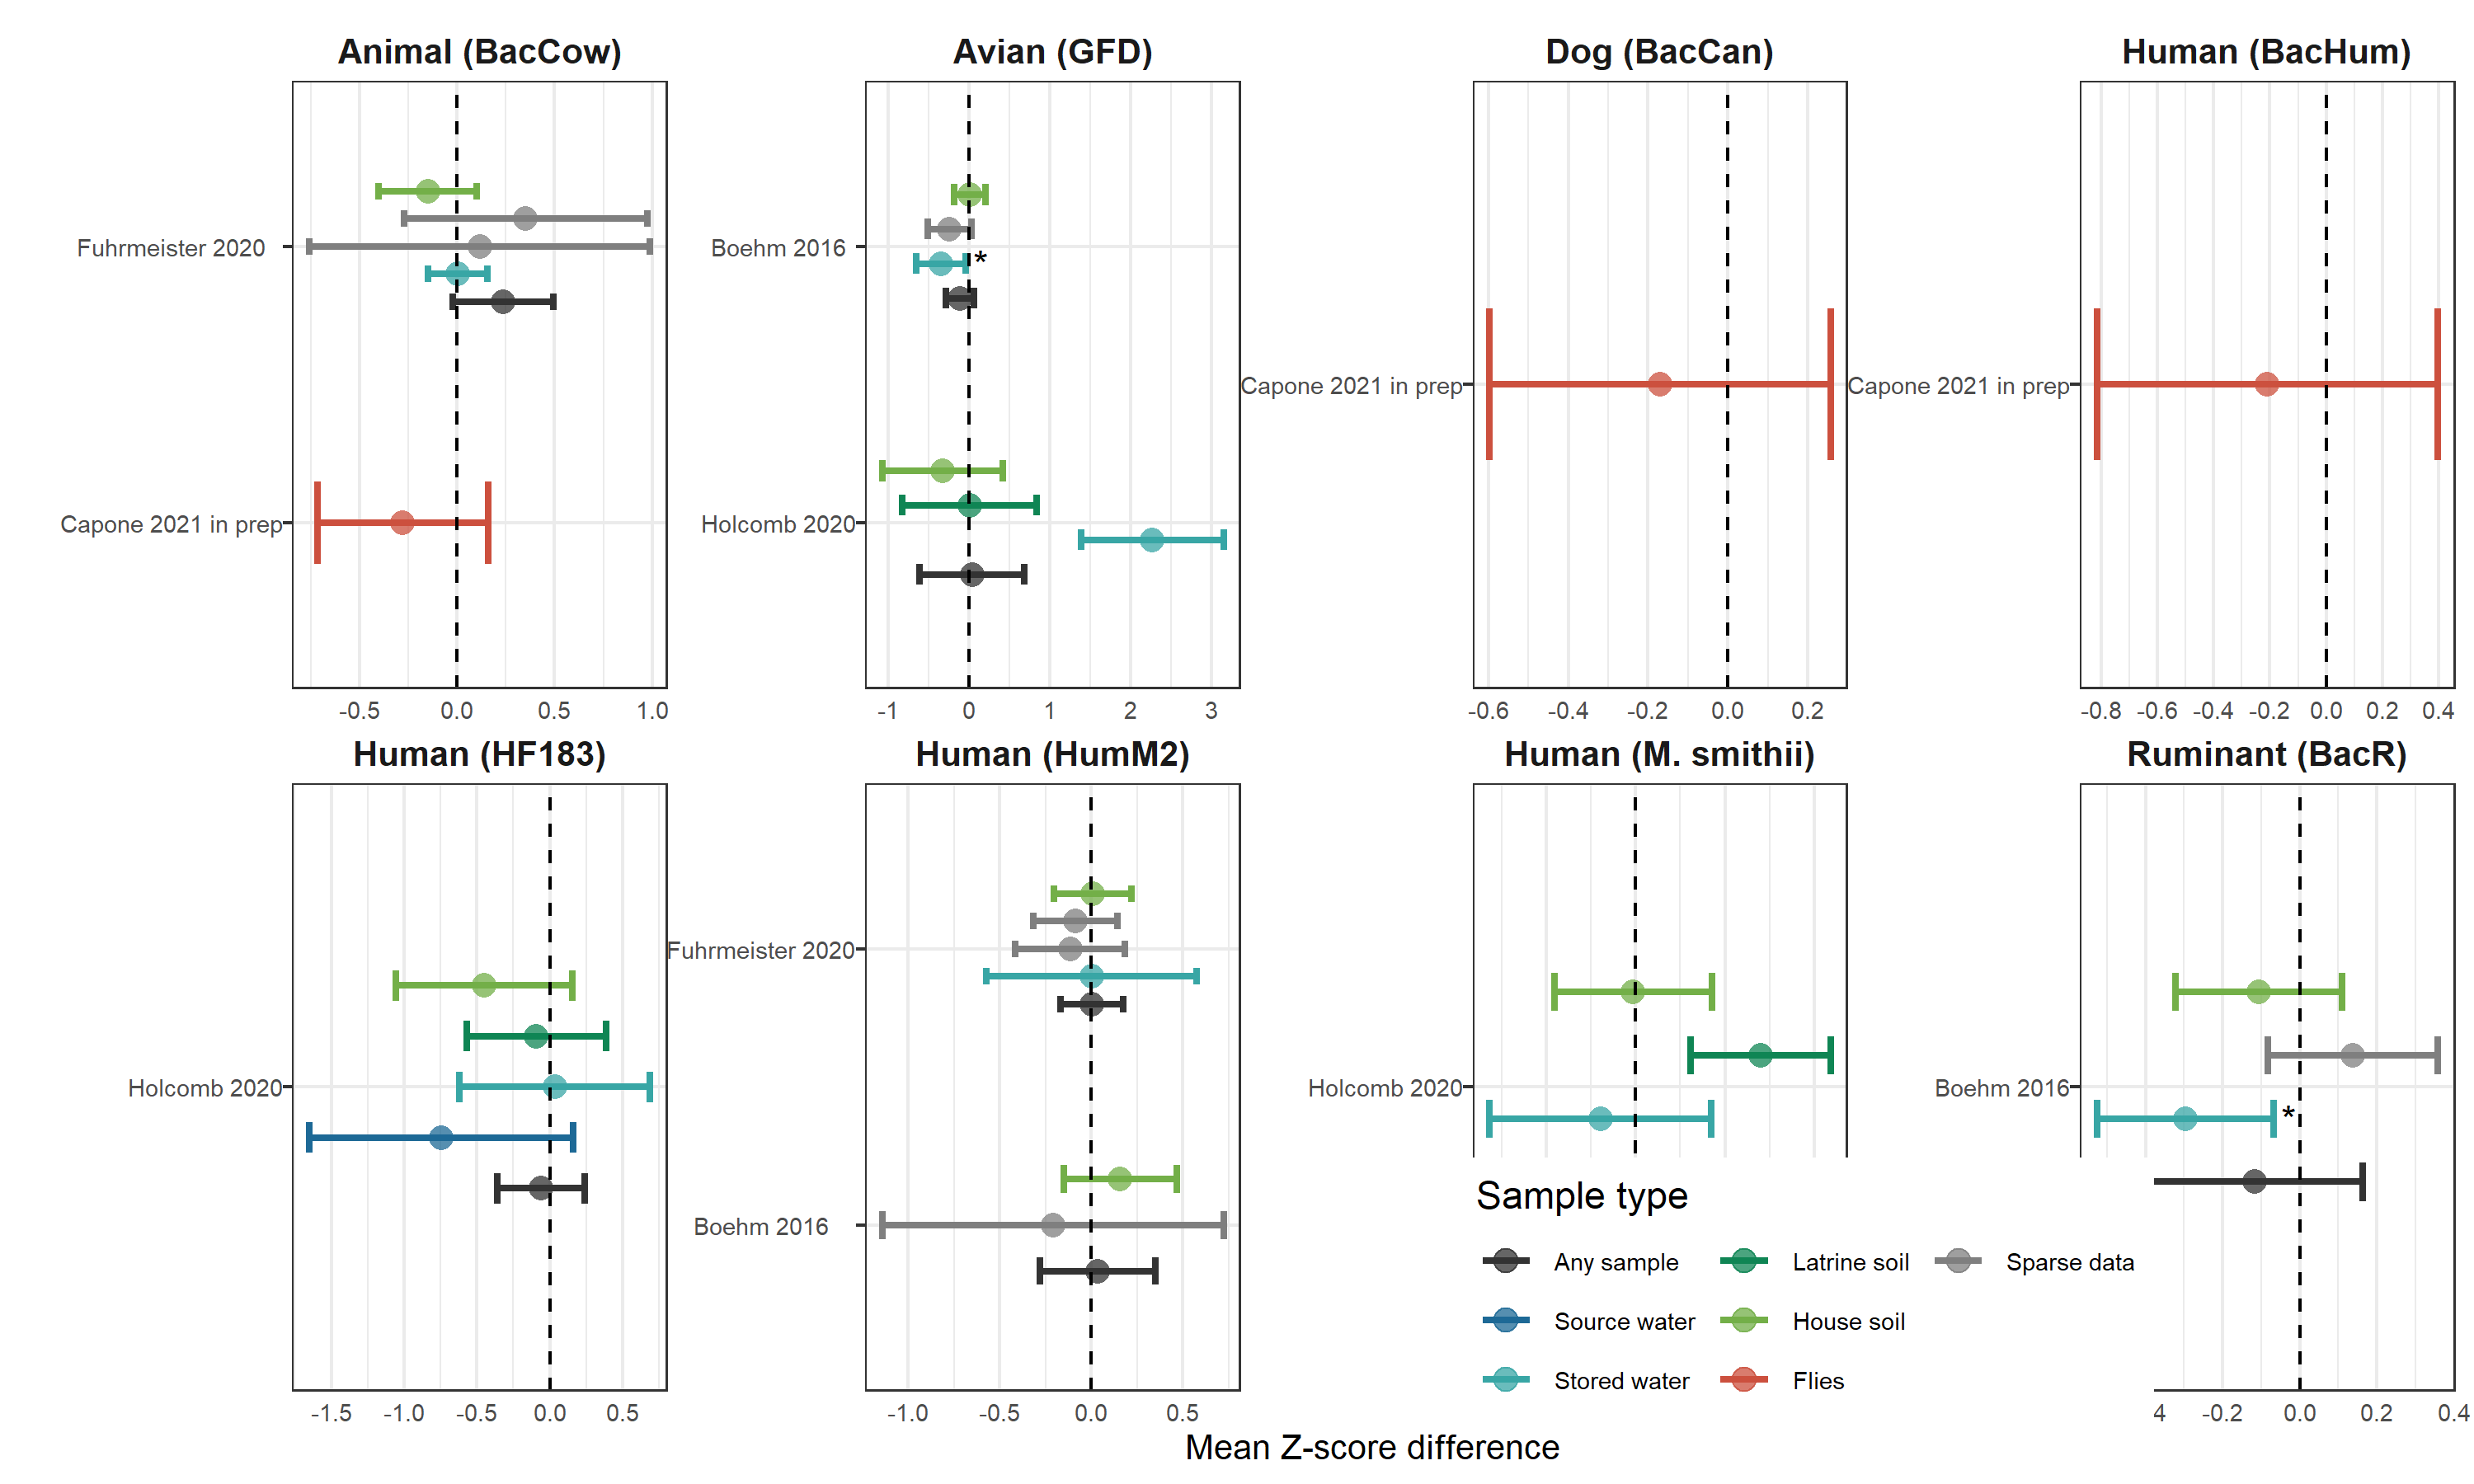 Animal (BacCow)
Avian (GFD)
Dog (BacCan)
Human (BacHum)
Fuhrmeister 2020
Capone 2021 in prep
-0.5 0.0 0.5 1.0
Boehm 2016
*
Holcomb 2020
-1 0 1 2 3
Capone 2021 in prep
-0.6 -0.4 -0.2 0.0 0.2
Capone 2021 in prep
-0.8 -0.6 -0.4 -0.2 0.0 0.2 0.4
Human (HF183)
Human (HumM2)
Human (M. smithii)
Ruminant (BacR)
Holcomb 2020
-1.5 -1.0 -0.5 0.0 0.5
Fuhrmeister 2020
Boehm 2016
-1.0 -0.5 0.0 0.5
Holcomb 2020
Boehm 2016
*
4 -0.2 0.0 0.2 0.4
Sample type
Any sample
Source water
Stored water
Latrine soil
House soil
Flies
Sparse data
Mean Z-score difference